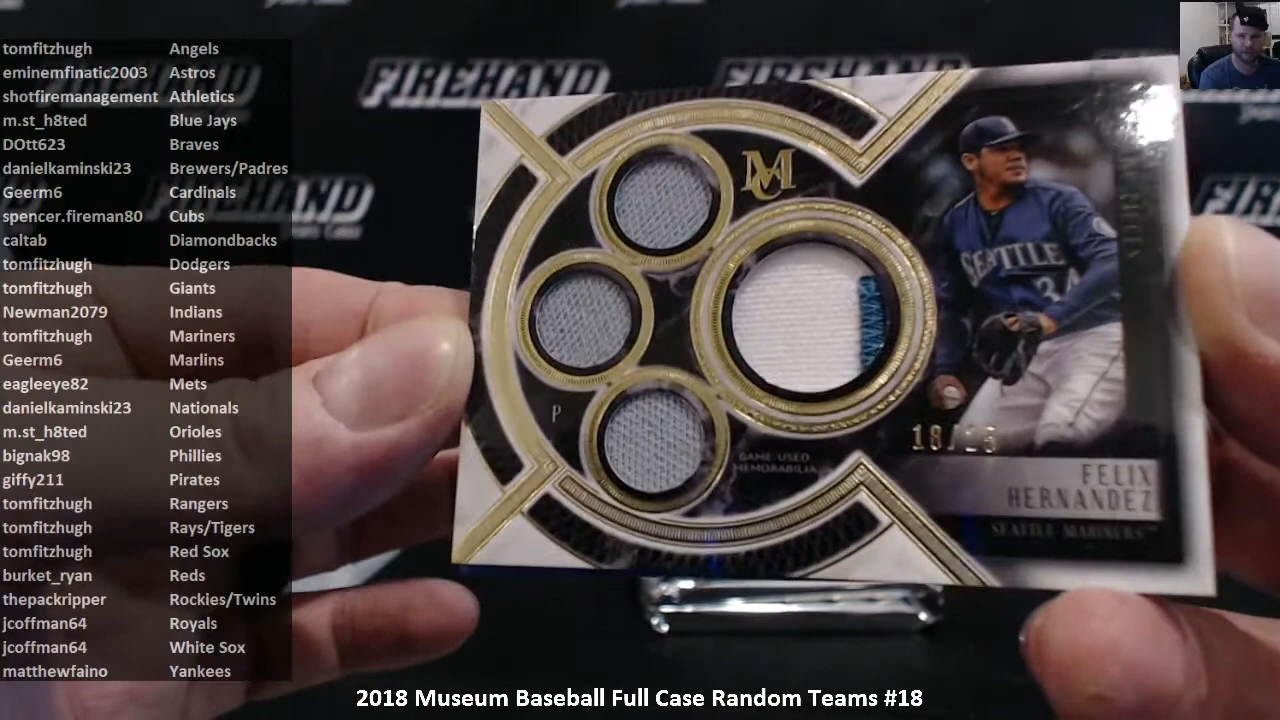 tomfitzhugh Angels
eminemfinatic2003 Astros
shotfiremanagement Athletics
m.st_h8ted Blue Jays
DOtt623 Braves
danielkaminski23 Brewers/Padres
Geerm6 Cardinals
spencer.fireman80 Cubs
caltab Diamondbacks
tomfitzhugh Dodgers
tomfitzhugh Giants
Newman2079 Indians
tomfitzhugh Mariners
Geerm6 Marlins
eagleeye82 Mets
danielkaminski23 Nationals
m.st_h8ted Orioles
bignak98 Phillies
giffy211 Pirates
tomfitzhugh Rangers
tomfitzhugh Rays/Tigers
tomfitzhugh Red Sox
burket_ryan Reds
thepackripper Rockies/Twins
jcoffman64 Royals
jcoffman64 White Sox
matthewfaino Yankees
FIREHAND
FIREHAND
MC
SEATTLE
34
P
GAME-USED
MEMORABILIA
FELIX
HERNANDEZ
SEATTLE MARINERS™
2018 Museum Baseball Full Case Random Teams #18